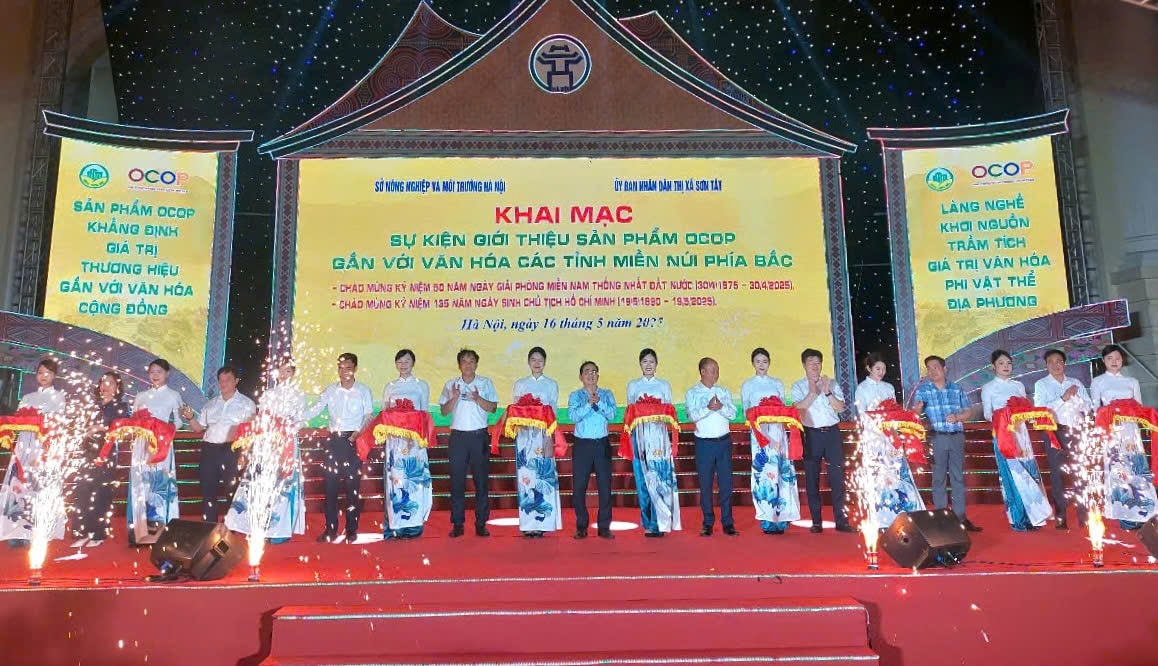 HÀ NỘI
OCOP
SẢN PHẨM OCOP
KHẲNG ĐỊNH
GIÁ TRỊ
THƯƠNG HIỆU
GẮN VỚI VĂN HÓA
CỘNG ĐỒNG
SỞ NÔNG NGHIỆP VÀ MÔI TRƯỜNG HÀ NỘI
ỦY BAN NHÂN DÂN THỊ XÃ SƠN TÂY
KHAI MẠC
SỰ KIỆN GIỚI THIỆU SẢN PHẨM OCOP
GẮN VỚI VĂN HÓA CÁC TỈNH MIỀN NÚI PHÍA BẮC
- CHÀO MỪNG KỶ NIỆM 50 NĂM NGÀY GIẢI PHÓNG MIỀN NAM THỐNG NHẤT ĐẤT NƯỚC (30/4/1975 - 30.4/2025).
- CHÀO MỪNG KỶ NIỆM 135 NĂM NGÀY SINH CHỦ TỊCH HỒ CHÍ MINH (19/5/1890 - 19.5/2025).
Hà Nội, ngày 16 tháng 5 năm 2025
OCOP
LÀNG NGHỀ
KHƠI NGUỒN
TRẦM TÍCH
GIÁ TRỊ VĂN HÓA
PHI VẬT THỂ
ĐỊA PHƯƠNG